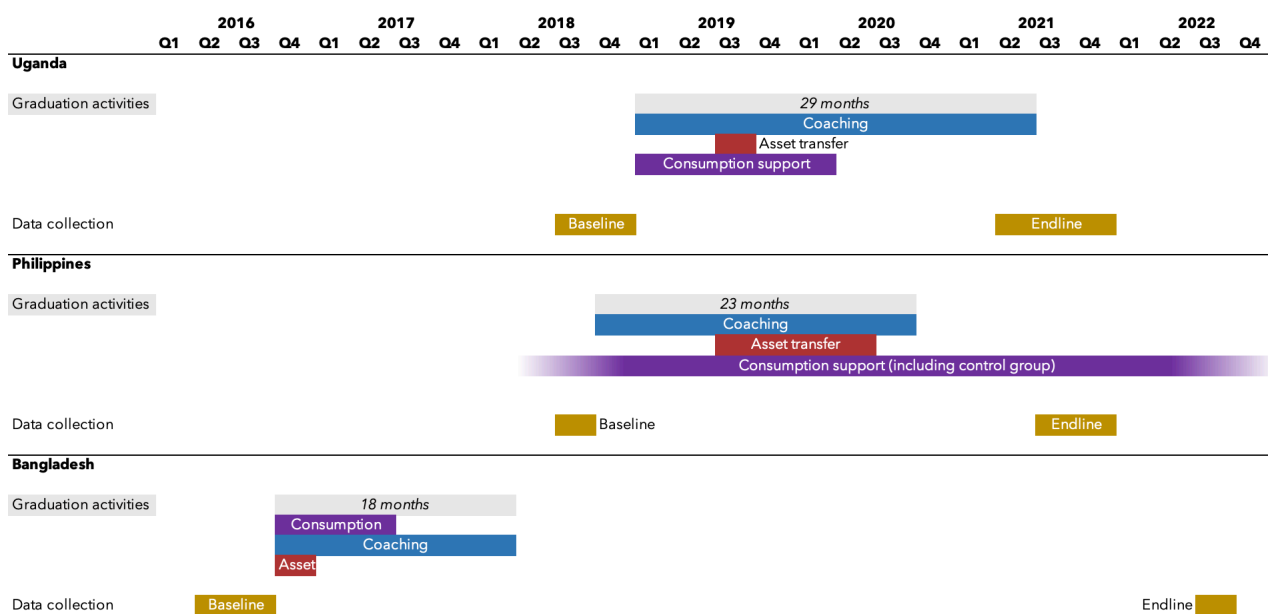 2016 2017 2018 2019 2020 2021 2022
Q1 Q2 Q3 Q4 Q1 Q2 Q3 Q4 Q1 Q2 Q3 Q4 Q1 Q2 Q3 Q4 Q1 Q2 Q3 Q4 Q1 Q2 Q3 Q4 Q1 Q2 Q3 Q4
Uganda
Graduation activities 29 months
Coaching
Asset transfer
Consumption support
Data collection Baseline Endline
Philippines
Graduation activities 23 months
Coaching
Asset transfer
Consumption support (including control group)
Data collection Baseline Endline
Bangladesh
Graduation activities 18 months
Consumption
Coaching
Asset
Data collection Baseline Endline